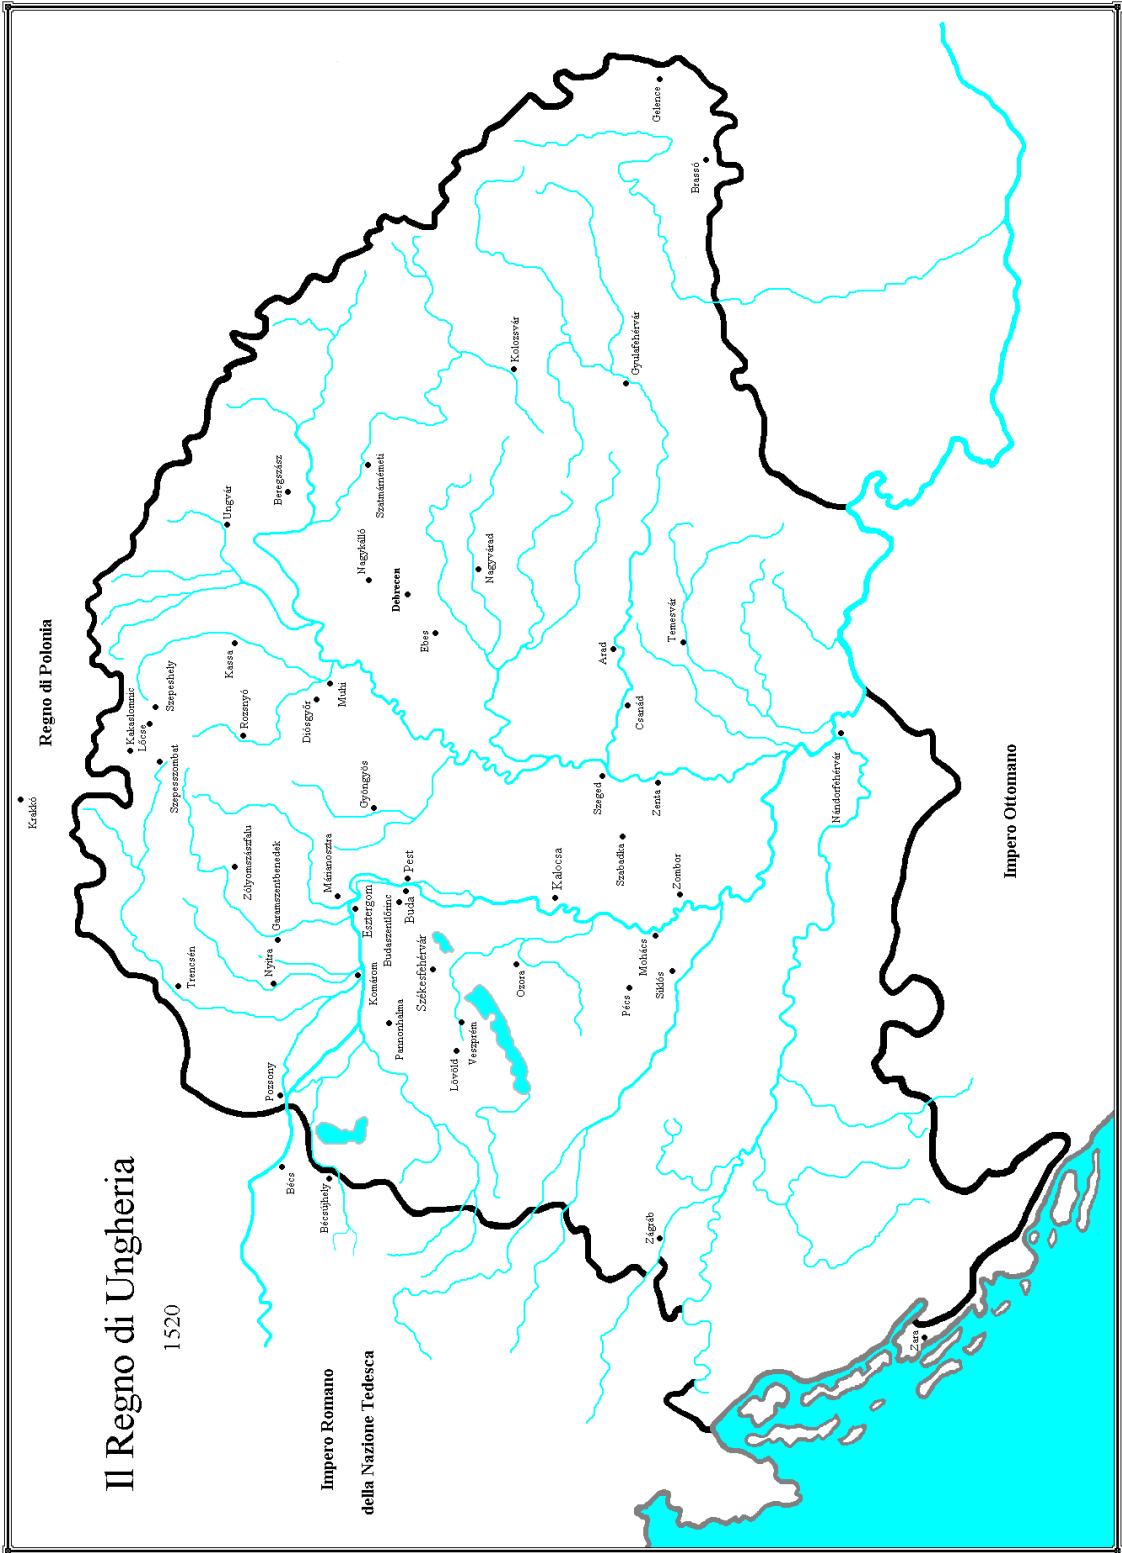 Il Regno di Ungheria
1520
Regno di Polonia
Impero Romano
della Nazione Tedesca
Impero Ottomano
Krakkó
Kakaslomnic
Lőcse
Szepeshely
Szepesszombat
Trencsén
Zólyomszászfalu
Garamszentbenedek
Nyitra
Rozsnyó
Kassa
Ungvár
Beregszász
Diósgyőr
Muhi
Gyöngyös
Márianosztra
Esztergom
Komárom
Pozsony
Bécs
Bécsújhely
Pannonhalma
Budaszentlőrinc
Buda
Pest
Székesfehérvár
Veszprém
Lövöld
Ozora
Kalocsa
Nagykálló
Szatmárnémeti
Debrecen
Ebes
Nagyvárad
Kolozsvár
Gyulafehérvár
Gelence
Brassó
Arad
Csanád
Temesvár
Szeged
Zenta
Szabadka
Zombor
Mohács
Siklós
Pécs
Nándorfehérvár
Zágráb
Zara